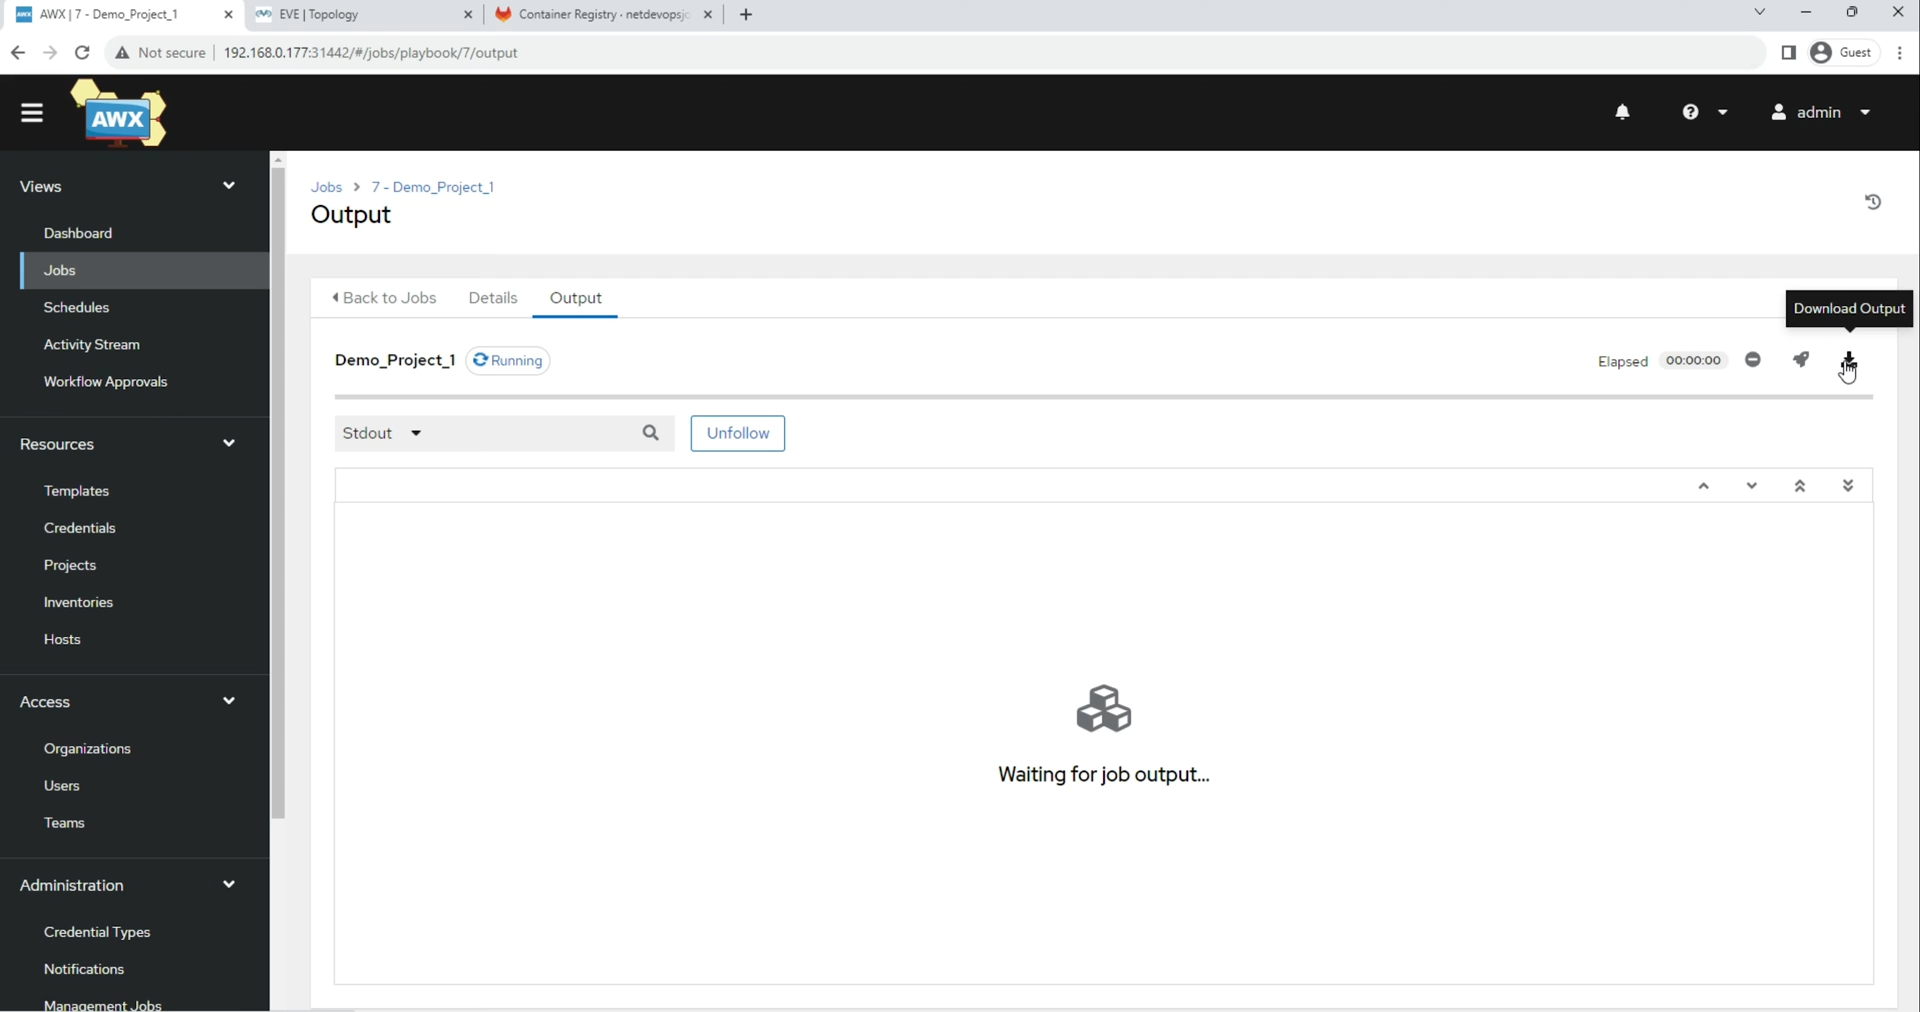 AWX | 7 - Demo_Project_1
EVE | Topology
Container Registry · netdevopsjo
Not secure
192.168.0.177:31442/#/jobs/playbook/7/output
Guest
AWX
admin
Views
Dashboard
Jobs
Schedules
Activity Stream
Workflow Approvals
Resources
Templates
Credentials
Projects
Inventories
Hosts
Access
Organizations
Users
Teams
Administration
Credential Types
Notifications
Management Jobs
Jobs > 7 - Demo_Project_1
Output
Back to Jobs
Details
Output
Download Output
Demo_Project_1
Running
Elapsed 00:00:00
Stdout
Unfollow
Waiting for job output...